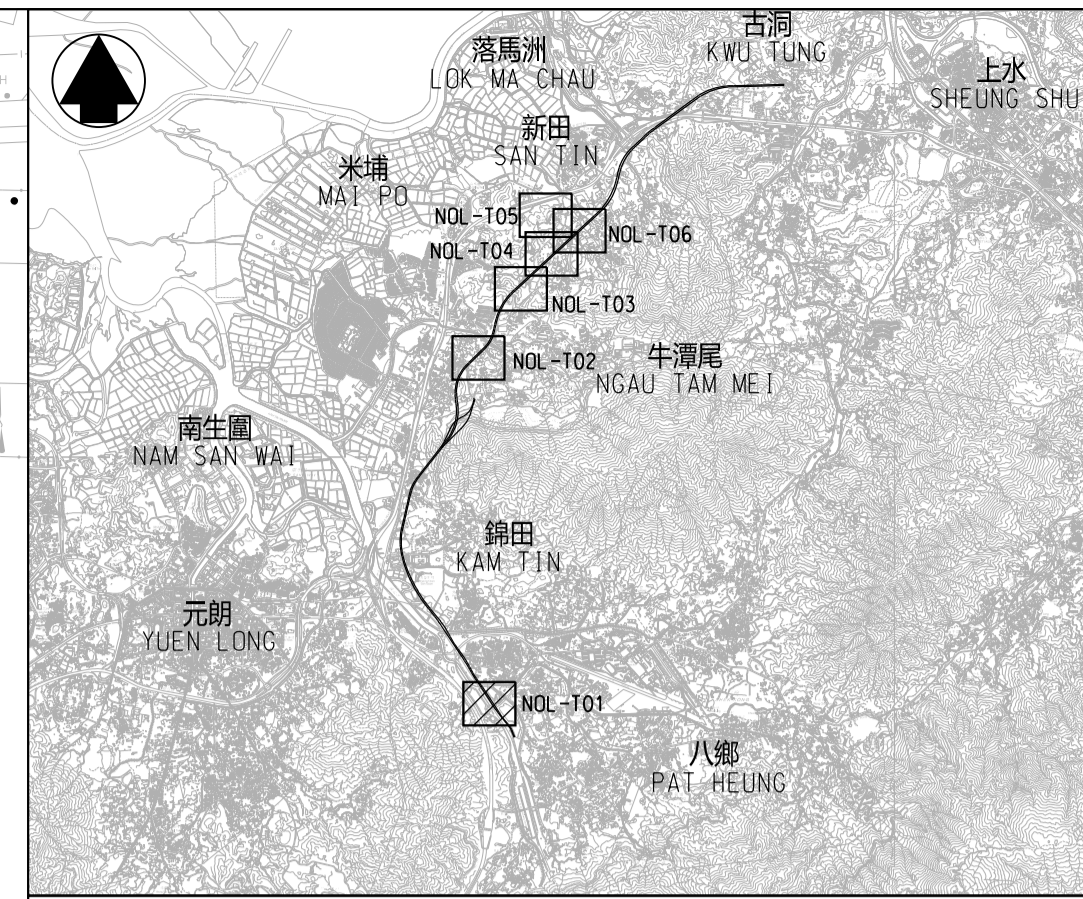 古洞
KWU TUNG
落馬洲
LOK MA CHAU
上水
SHEUNG SHU
新田
SAN TIN
米埔
MAI PO
NOL-T05
NOL-T06
NOL-T04
NOL-T03
NOL-T02
牛潭尾
NGAU TAM MEI
南生圍
NAM SAN WAI
錦田
KAM TIN
元朗
YUEN LONG
NOL-T01
八鄉
PAT HEUNG